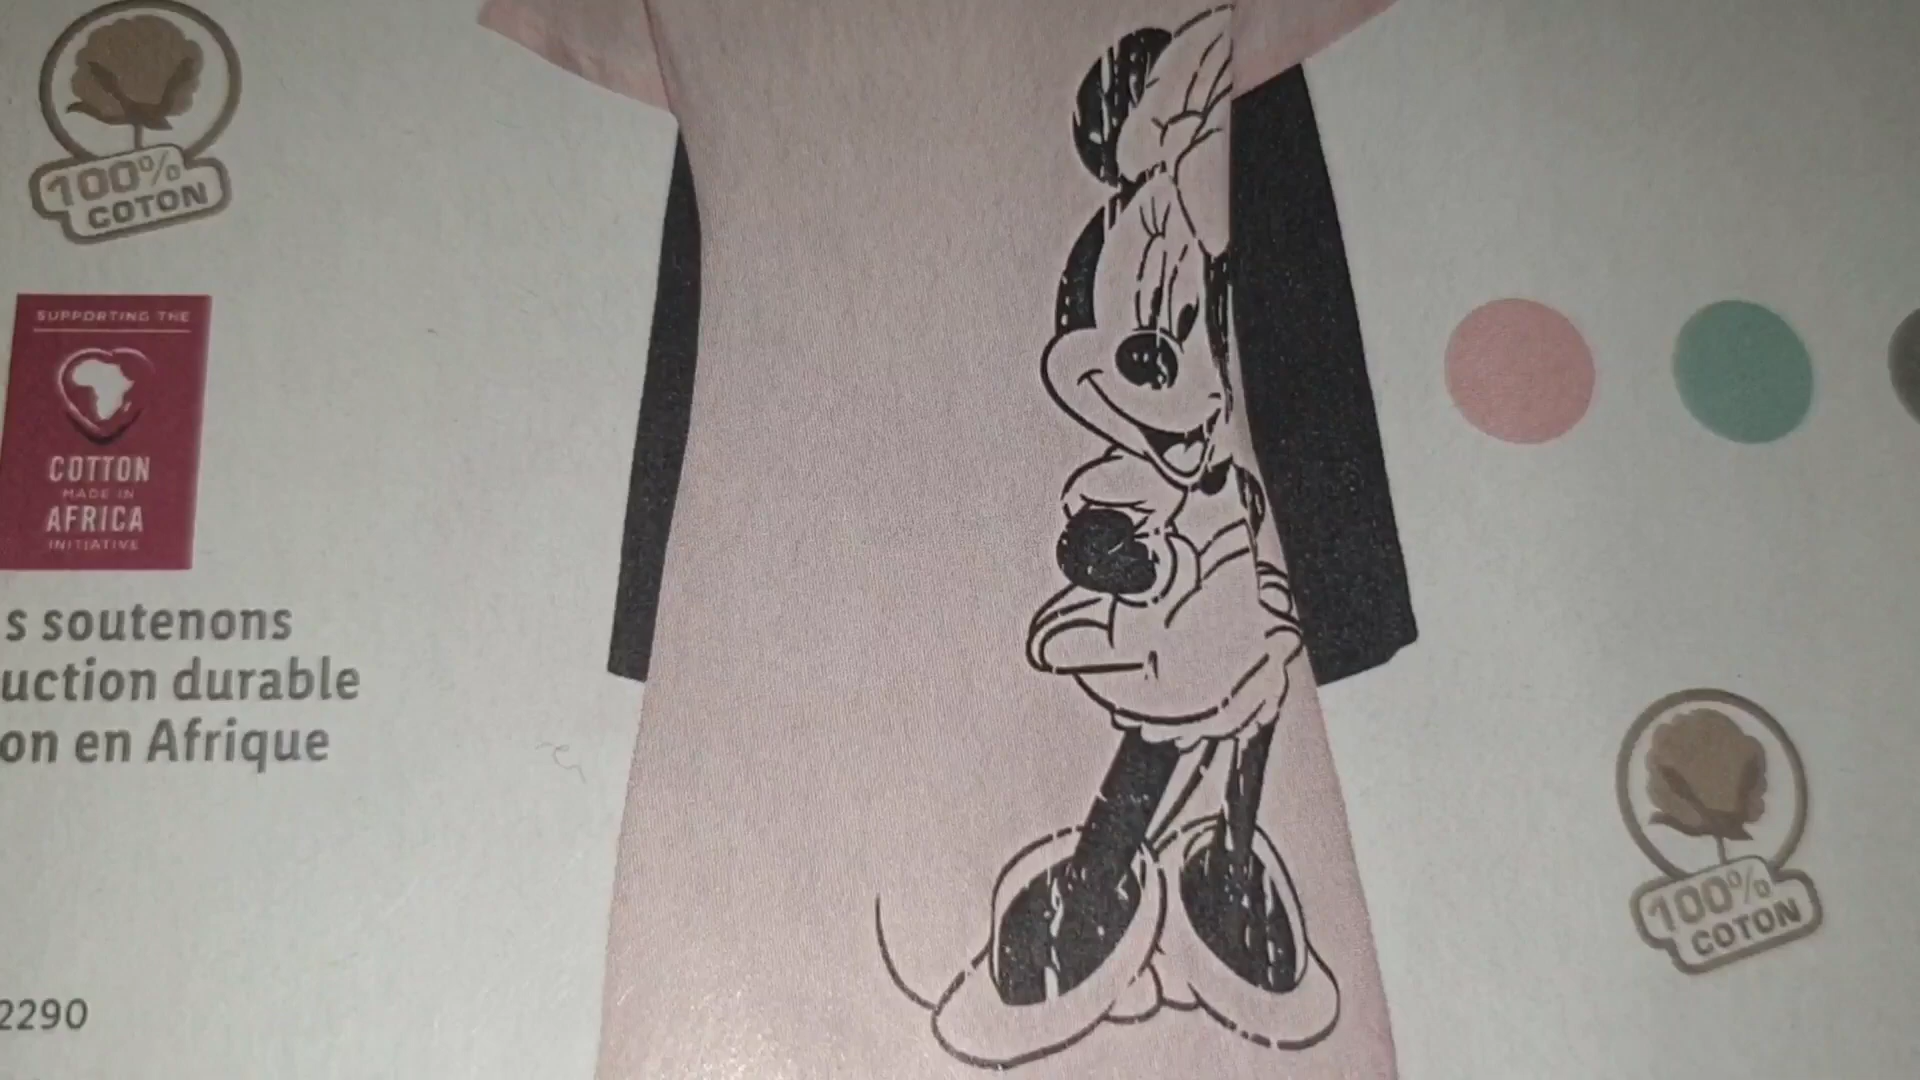 100%
COTON
SUPPORTING THE
COTTON
MADE IN
AFRICA
INITIATIVE
s soutenons
uction durable
on en Afrique
2290
100%
COTON